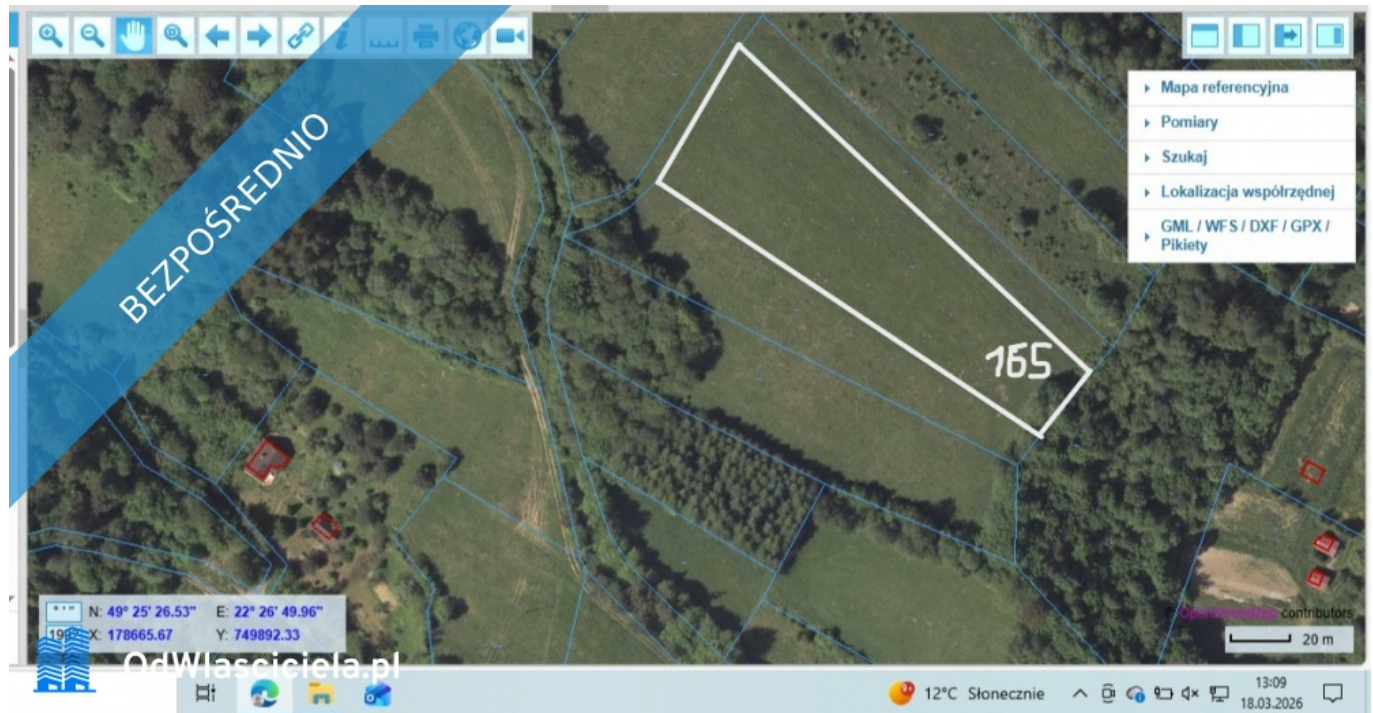 BEZPOŚREDNIO
Mapa referencyjna
Pomiary
Szukaj
Lokalizacja współrzędnej
GML / WFS / DXF / GPX /
Pikiety
165
N: 49° 25' 26.53" E: 22° 26' 49.96"
X: 178665.67 Y: 749892.33
contributors
20 m
OdWlasciciela.pl
12°C Słonecznie
13:09
18.03.2026